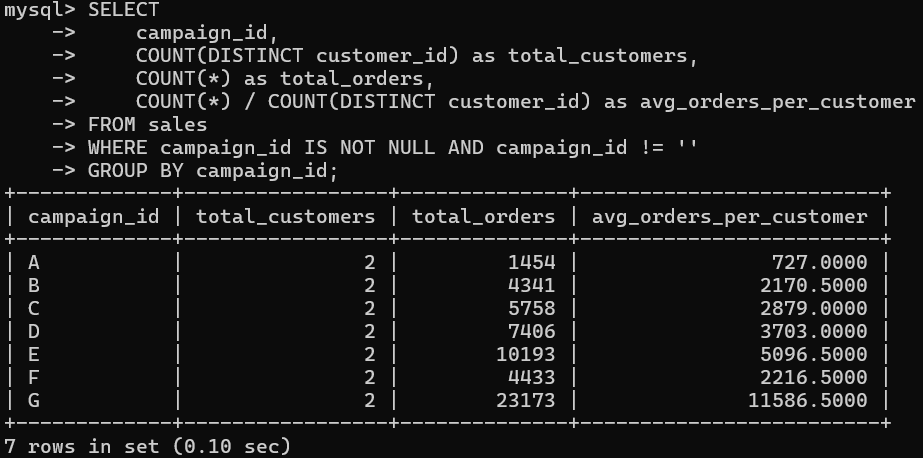 mysql> SELECT
    ->     campaign_id,
    ->     COUNT(DISTINCT customer_id) as total_customers,
    ->     COUNT(*) as total_orders,
    ->     COUNT(*) / COUNT(DISTINCT customer_id) as avg_orders_per_customer
    -> FROM sales
    -> WHERE campaign_id IS NOT NULL AND campaign_id != ''
    -> GROUP BY campaign_id;
+-------------+-----------------+--------------+-------------------------+
| campaign_id | total_customers | total_orders | avg_orders_per_customer |
+-------------+-----------------+--------------+-------------------------+
| A           |               2 |         1454 |                727.0000 |
| B           |               2 |         4341 |               2170.5000 |
| C           |               2 |         5758 |               2879.0000 |
| D           |               2 |         7406 |               3703.0000 |
| E           |               2 |        10193 |               5096.5000 |
| F           |               2 |         4433 |               2216.5000 |
| G           |               2 |        23173 |              11586.5000 |
+-------------+-----------------+--------------+-------------------------+
7 rows in set (0.10 sec)